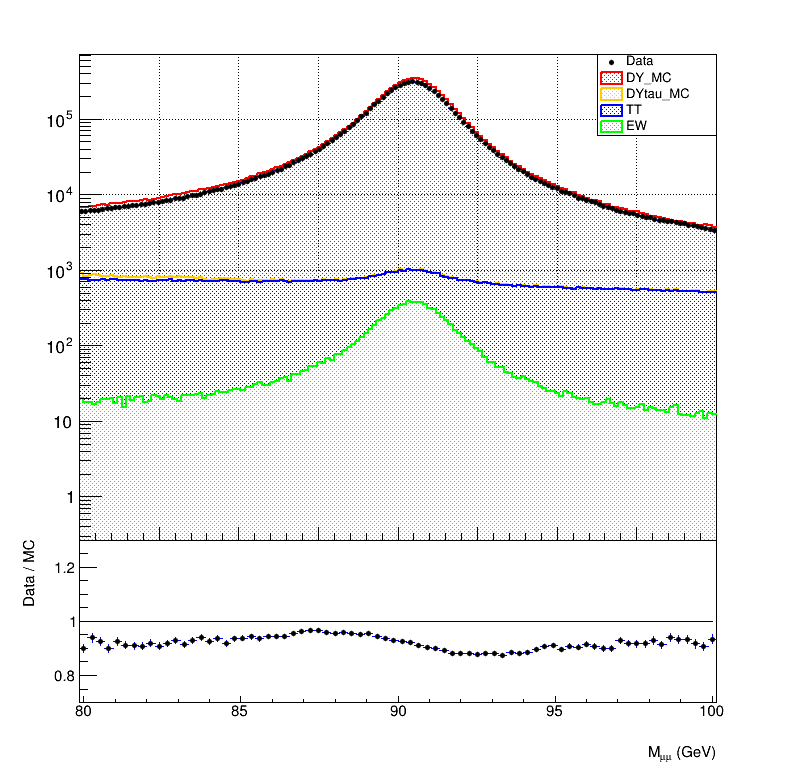 Data
DY_MC
DYtau_MC
TT
EW
10^5
10^4
10^3
10^2
10
1
Data / MC
1.2
1
0.8
80 85 90 95 100
M_μμ (GeV)